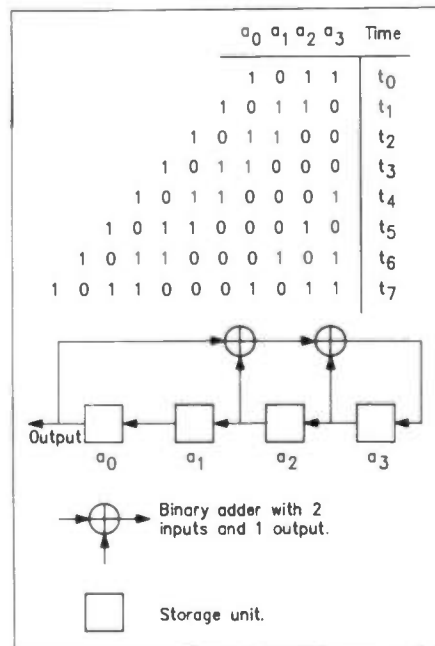 a0 a1 a2 a3 Time
1 0 1 1 t0
1 0 1 1 0 t1
1 0 1 1 0 0 t2
1 0 1 1 0 0 0 t3
1 0 1 1 0 0 0 1 t4
1 0 1 1 0 0 0 1 0 t5
1 0 1 1 0 0 0 1 0 1 t6
1 0 1 1 0 0 0 1 0 1 1 t7
Output
a0 a1 a2 a3
Binary adder with 2
inputs and 1 output.
Storage unit.